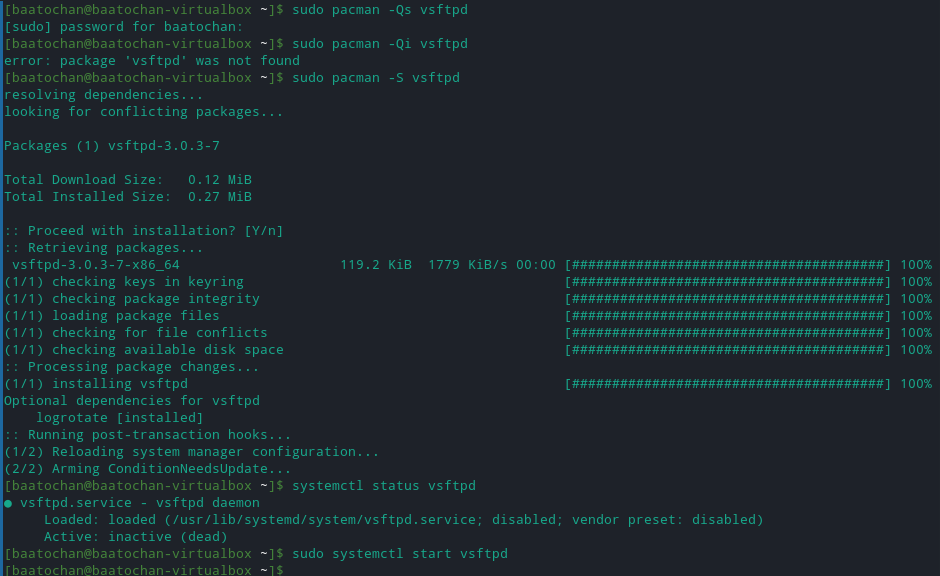 [baatochan@baatochan-virtualbox ~]$ sudo pacman -Qs vsftpd
[sudo] password for baatochan:
[baatochan@baatochan-virtualbox ~]$ sudo pacman -Qi vsftpd
error: package 'vsftpd' was not found
[baatochan@baatochan-virtualbox ~]$ sudo pacman -S vsftpd
resolving dependencies...
looking for conflicting packages...

Packages (1) vsftpd-3.0.3-7

Total Download Size:   0.12 MiB
Total Installed Size:  0.27 MiB

:: Proceed with installation? [Y/n]
:: Retrieving packages...
 vsftpd-3.0.3-7-x86_64                    119.2 KiB  1779 KiB/s 00:00 [#######################################] 100%
(1/1) checking keys in keyring                                        [#######################################] 100%
(1/1) checking package integrity                                      [#######################################] 100%
(1/1) loading package files                                           [#######################################] 100%
(1/1) checking for file conflicts                                     [#######################################] 100%
(1/1) checking available disk space                                   [#######################################] 100%
:: Processing package changes...
(1/1) installing vsftpd                                               [#######################################] 100%
Optional dependencies for vsftpd
    logrotate [installed]
:: Running post-transaction hooks...
(1/2) Reloading system manager configuration...
(2/2) Arming ConditionNeedsUpdate...
[baatochan@baatochan-virtualbox ~]$ systemctl status vsftpd
● vsftpd.service - vsftpd daemon
     Loaded: loaded (/usr/lib/systemd/system/vsftpd.service; disabled; vendor preset: disabled)
     Active: inactive (dead)
[baatochan@baatochan-virtualbox ~]$ sudo systemctl start vsftpd
[baatochan@baatochan-virtualbox ~]$